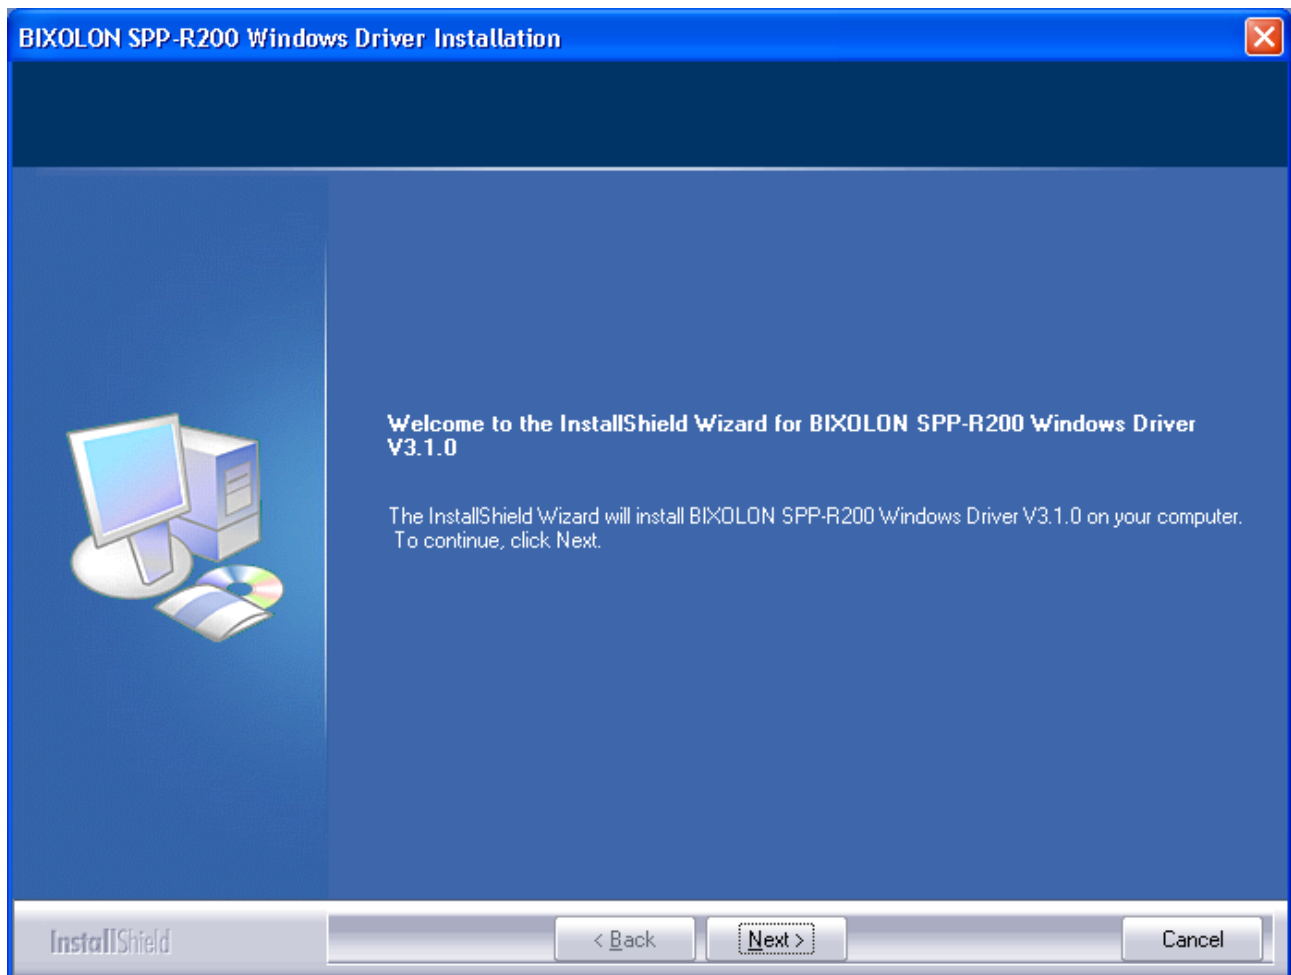 BIXOLON SPP-R200 Windows Driver Installation
Welcome to the InstallShield Wizard for BIXOLON SPP-R200 Windows Driver
V3.1.0
The InstallShield Wizard will install BIXOLON SPP-R200 Windows Driver V3.1.0 on your computer.
To continue, click Next.
InstallShield
< Back
Next >
Cancel